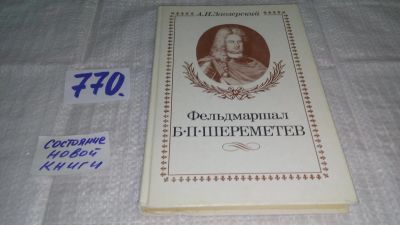 770.
СОСТОЯНИЕ
НОВОЙ
КНИГИ
А.И.Заозерский
Фельдмаршал
Б·П·ШЕРЕМЕТЕВ